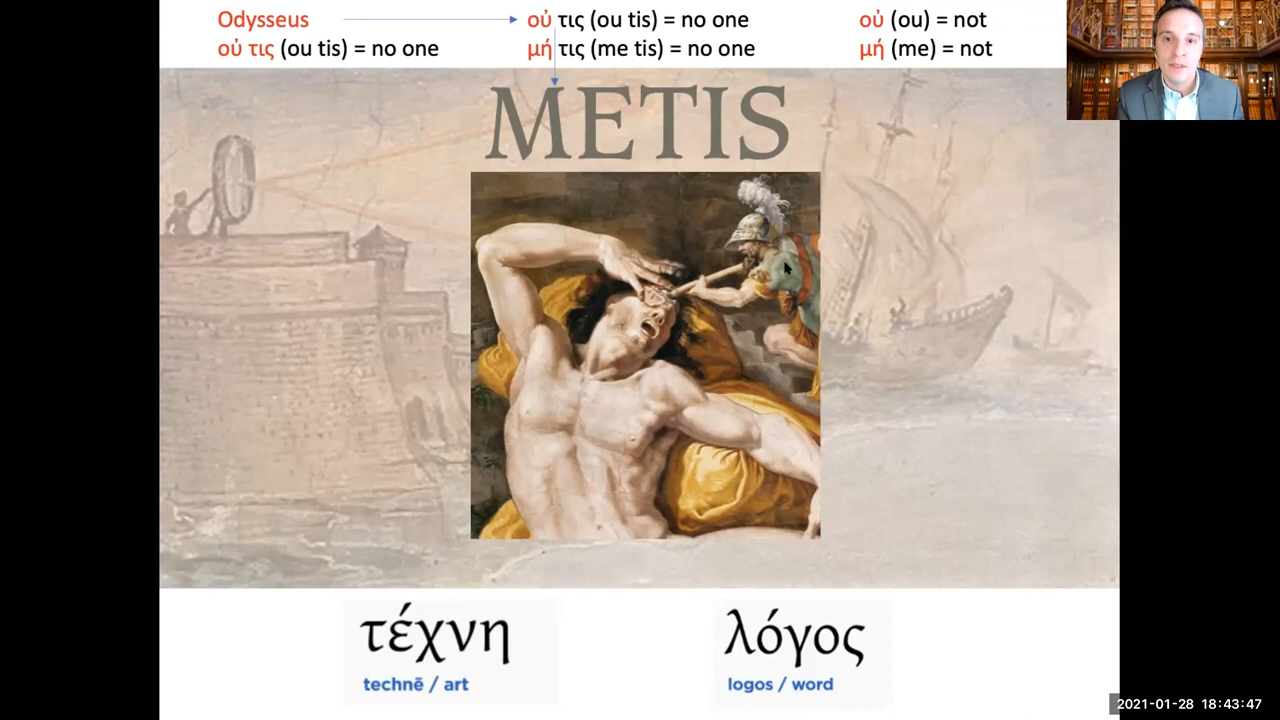 Odysseus οὐ τις (ou tis) = no one οὐ (ou) = not
οὐ τις (ou tis) = no one μή τις (me tis) = no one μή (me) = not
METIS
τέχνη λόγος
technē / art logos / word
2021-01-28 18:43:47